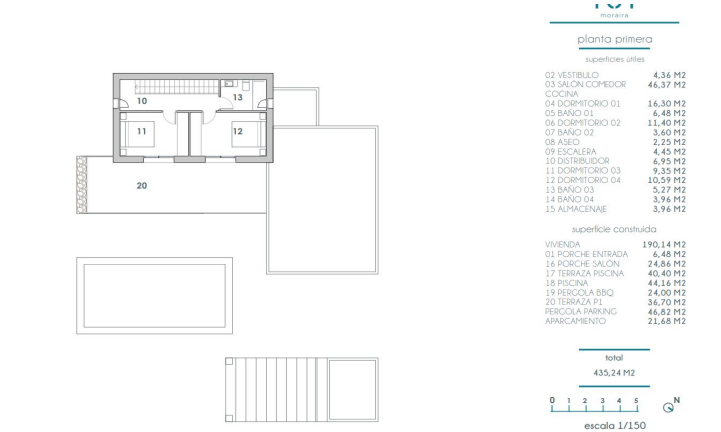 moraira
planta primera
superficies útiles
02 VESTIBULO 4,36 M2
03 SALÓN COMEDOR 46,37 M2
COCINA
04 DORMITORIO 01 16,30 M2
05 BAÑO 01 6,48 M2
06 DORMITORIO 02 11,40 M2
07 BAÑO 02 3,60 M2
08 ASEO 2,25 M2
09 ESCALERA 4,45 M2
10 DISTRIBUIDOR 6,95 M2
11 DORMITORIO 03 9,35 M2
12 DORMITORIO 04 10,59 M2
13 BAÑO 03 5,27 M2
14 BAÑO 04 3,96 M2
15 ALMACENAJE 3,96 M2
superficie construida
VIVIENDA 190,14 M2
01 PORCHE ENTRADA 6,48 M2
16 PORCHE SALÓN 24,86 M2
17 TERRAZA PISCINA 40,40 M2
18 PISCINA 44,16 M2
19 PERGOLA BBQ 24,00 M2
20 TERRAZA P1 36,70 M2
PERGOLA PARKING 46,82 M2
APARCAMIENTO 21,68 M2
total
435,24 M2
0 1 2 3 4 5 N
escala 1/150
10
13
11
12
20